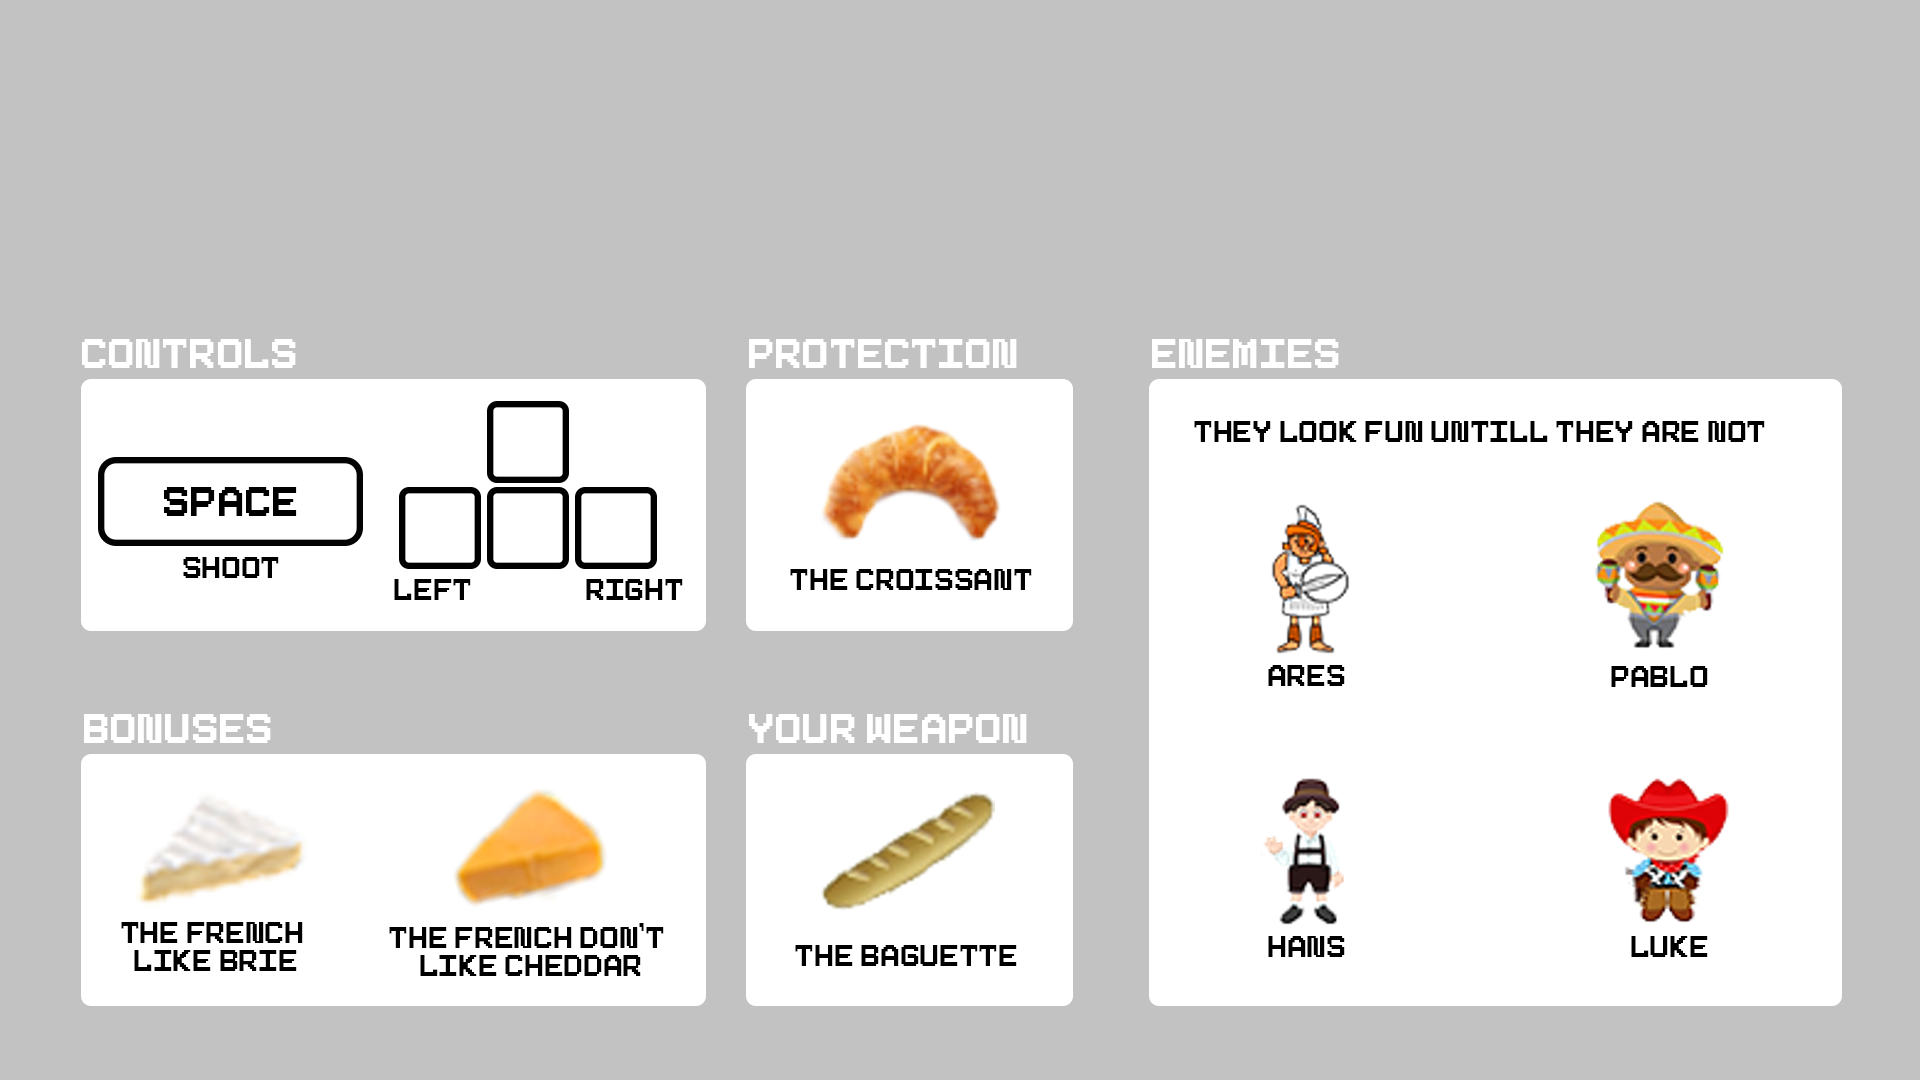 CONTROLS
SPACE
SHOOT
LEFT
RIGHT
PROTECTION
THE CROISSANT
ENEMIES
THEY LOOK FUN UNTILL THEY ARE NOT
ARES
PABLO
HANS
LUKE
BONUSES
THE FRENCH
LIKE BRIE
THE FRENCH DON'T
LIKE CHEDDAR
YOUR WEAPON
THE BAGUETTE